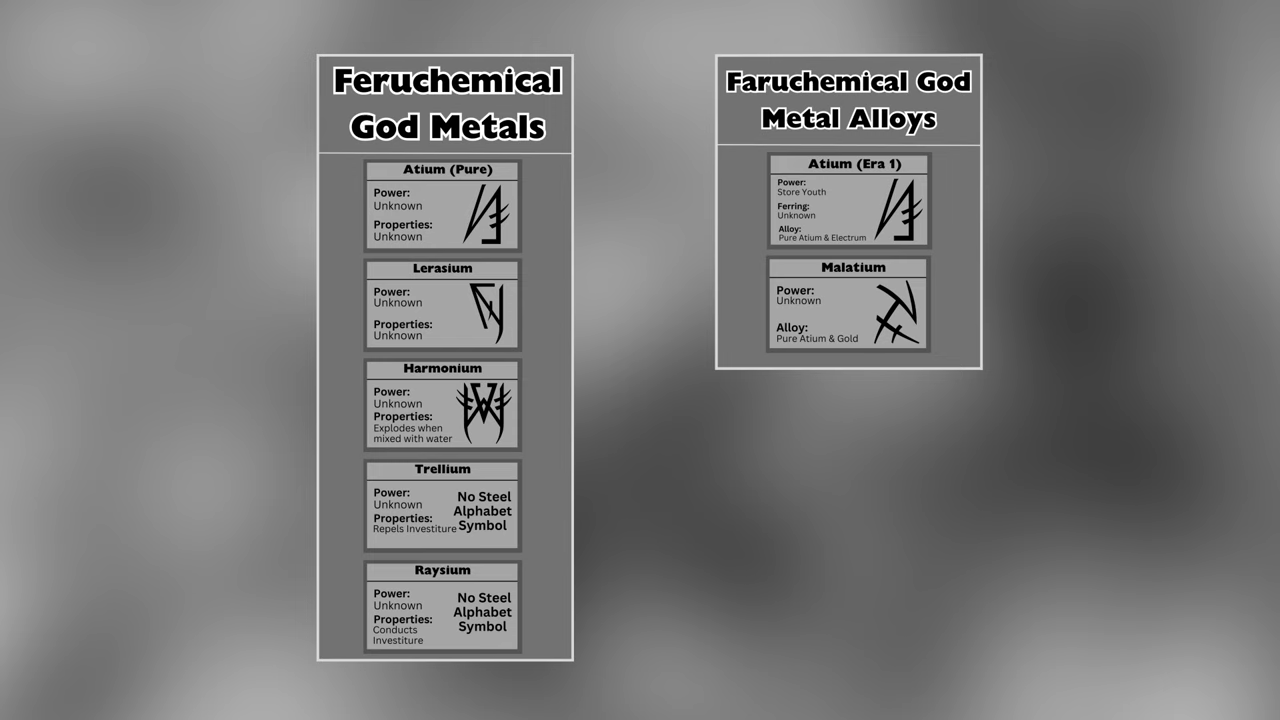 Feruchemical
God Metals
Atium (Pure)
Power:
Unknown
Properties:
Unknown
Lerasium
Power:
Unknown
Properties:
Unknown
Harmonium
Power:
Unknown
Properties:
Explodes when
mixed with water
Trellium
Power:
Unknown
Properties:
Repels Investiture
No Steel
Alphabet
Symbol
Raysium
Power:
Unknown
Properties:
Conducts
Investiture
No Steel
Alphabet
Symbol
Faruchemical God
Metal Alloys
Atium (Era 1)
Power:
Store Youth
Ferring:
Unknown
Alloy:
Pure Atium & Electrum
Malatium
Power:
Unknown
Alloy:
Pure Atium & Gold